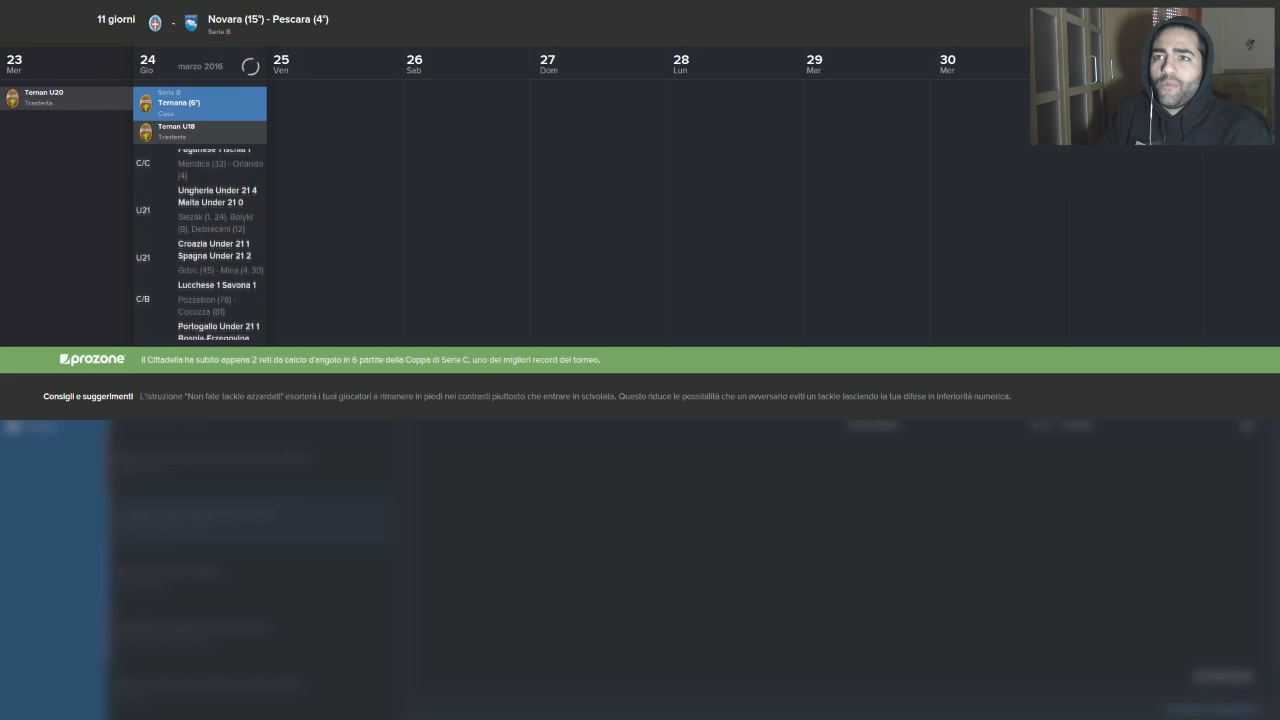 11 giorni
-
Novara (15°) - Pescara (4°)
Serie B
23
Mer
24
Gio
marzo 2016
25
Ven
26
Sab
27
Dom
28
Lun
29
Mar
30
Mer
Ternan U20
Trasferta
Serie B
Ternana (6°)
Casa
Ternan U18
Trasferta
C/C
Paganese 1 Ischia 1
Mandica (32) - Orlando
(4)
U21
Ungheria Under 21 4
Malta Under 21 0
Slezák (1, 24), Bolyki
(8), Debreceni (12)
U21
Croazia Under 21 1
Spagna Under 21 2
Grbic (45) - Mina (4, 30)
C/B
Lucchese 1 Savona 1
Pozzebon (78) -
Cocuzza (81)
Portogallo Under 21 1
Bosnia-Erzegovina
prozone
Il Cittadella ha subito appena 2 reti da calcio d'angolo in 6 partite della Coppa di Serie C, uno dei migliori record del torneo.
Consigli e suggerimenti
L'istruzione "Non fate tackle azzardati" esorterà i tuoi giocatori a rimanere in piedi nei contrasti piuttosto che entrare in scivolata. Questo riduce le possibilità che un avversario eviti un tackle lasciando la tua difesa in inferiorità numerica.